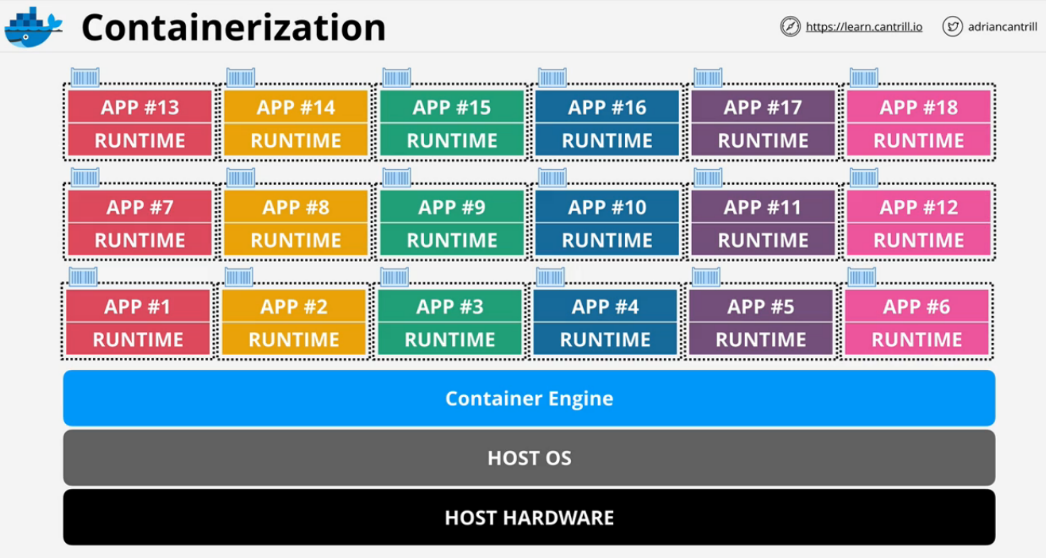 Containerization
https://learn.cantrill.io
adriancantrill
APP #13 APP #14 APP #15 APP #16 APP #17 APP #18
RUNTIME RUNTIME RUNTIME RUNTIME RUNTIME RUNTIME
APP #7 APP #8 APP #9 APP #10 APP #11 APP #12
RUNTIME RUNTIME RUNTIME RUNTIME RUNTIME RUNTIME
APP #1 APP #2 APP #3 APP #4 APP #5 APP #6
RUNTIME RUNTIME RUNTIME RUNTIME RUNTIME RUNTIME
Container Engine
HOST OS
HOST HARDWARE